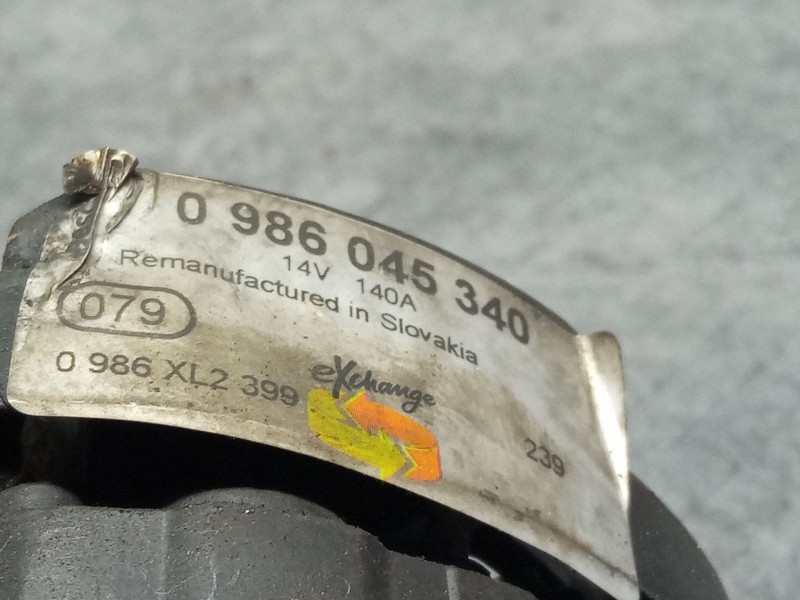 0 986 045 340
14V 140A
Remanufactured in Slovakia
079
0 986 XL2 399
eXchange
239